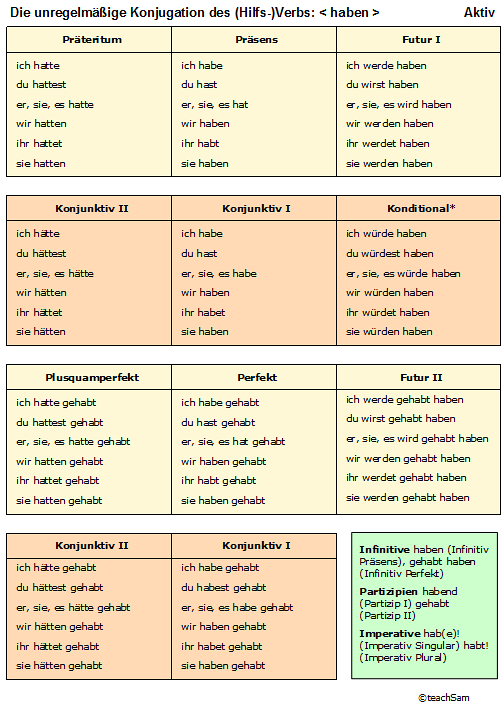 Die unregelmäßige Konjugation des (Hilfs-)Verbs: < haben > Aktiv
Präteritum
ich hatte
du hattest
er, sie, es hatte
wir hatten
ihr hattet
sie hatten
Präsens
ich habe
du hast
er, sie, es hat
wir haben
ihr habt
sie haben
Futur I
ich werde haben
du wirst haben
er, sie, es wird haben
wir werden haben
ihr werdet haben
sie werden haben
Konjunktiv II
ich hätte
du hättest
er, sie, es hätte
wir hätten
ihr hättet
sie hätten
Konjunktiv I
ich habe
du hast
er, sie, es habe
wir haben
ihr habet
sie haben
Konditional*
ich würde haben
du würdest haben
er, sie, es würde haben
wir würden haben
ihr würdet haben
sie würden haben
Plusquamperfekt
ich hatte gehabt
du hattest gehabt
er, sie, es hatte gehabt
wir hatten gehabt
ihr hattet gehabt
sie hatten gehabt
Perfekt
ich habe gehabt
du hast gehabt
er, sie, es hat gehabt
wir haben gehabt
ihr habt gehabt
sie haben gehabt
Futur II
ich werde gehabt haben
du wirst gehabt haben
er, sie, es wird gehabt haben
wir werden gehabt haben
ihr werdet gehabt haben
sie werden gehabt haben
Konjunktiv II
ich hätte gehabt
du hättest gehabt
er, sie, es hätte gehabt
wir hätten gehabt
ihr hättet gehabt
sie hätten gehabt
Konjunktiv I
ich habe gehabt
du habest gehabt
er, sie, es habe gehabt
wir haben gehabt
ihr habet gehabt
sie haben gehabt
Infinitive haben (Infinitiv
Präsens), gehabt haben
(Infinitiv Perfekt)
Partizipien habend
(Partizip I) gehabt
(Partizip II)
Imperative hab(e)!
(Imperativ Singular) habt!
(Imperativ Plural)
©teachSam